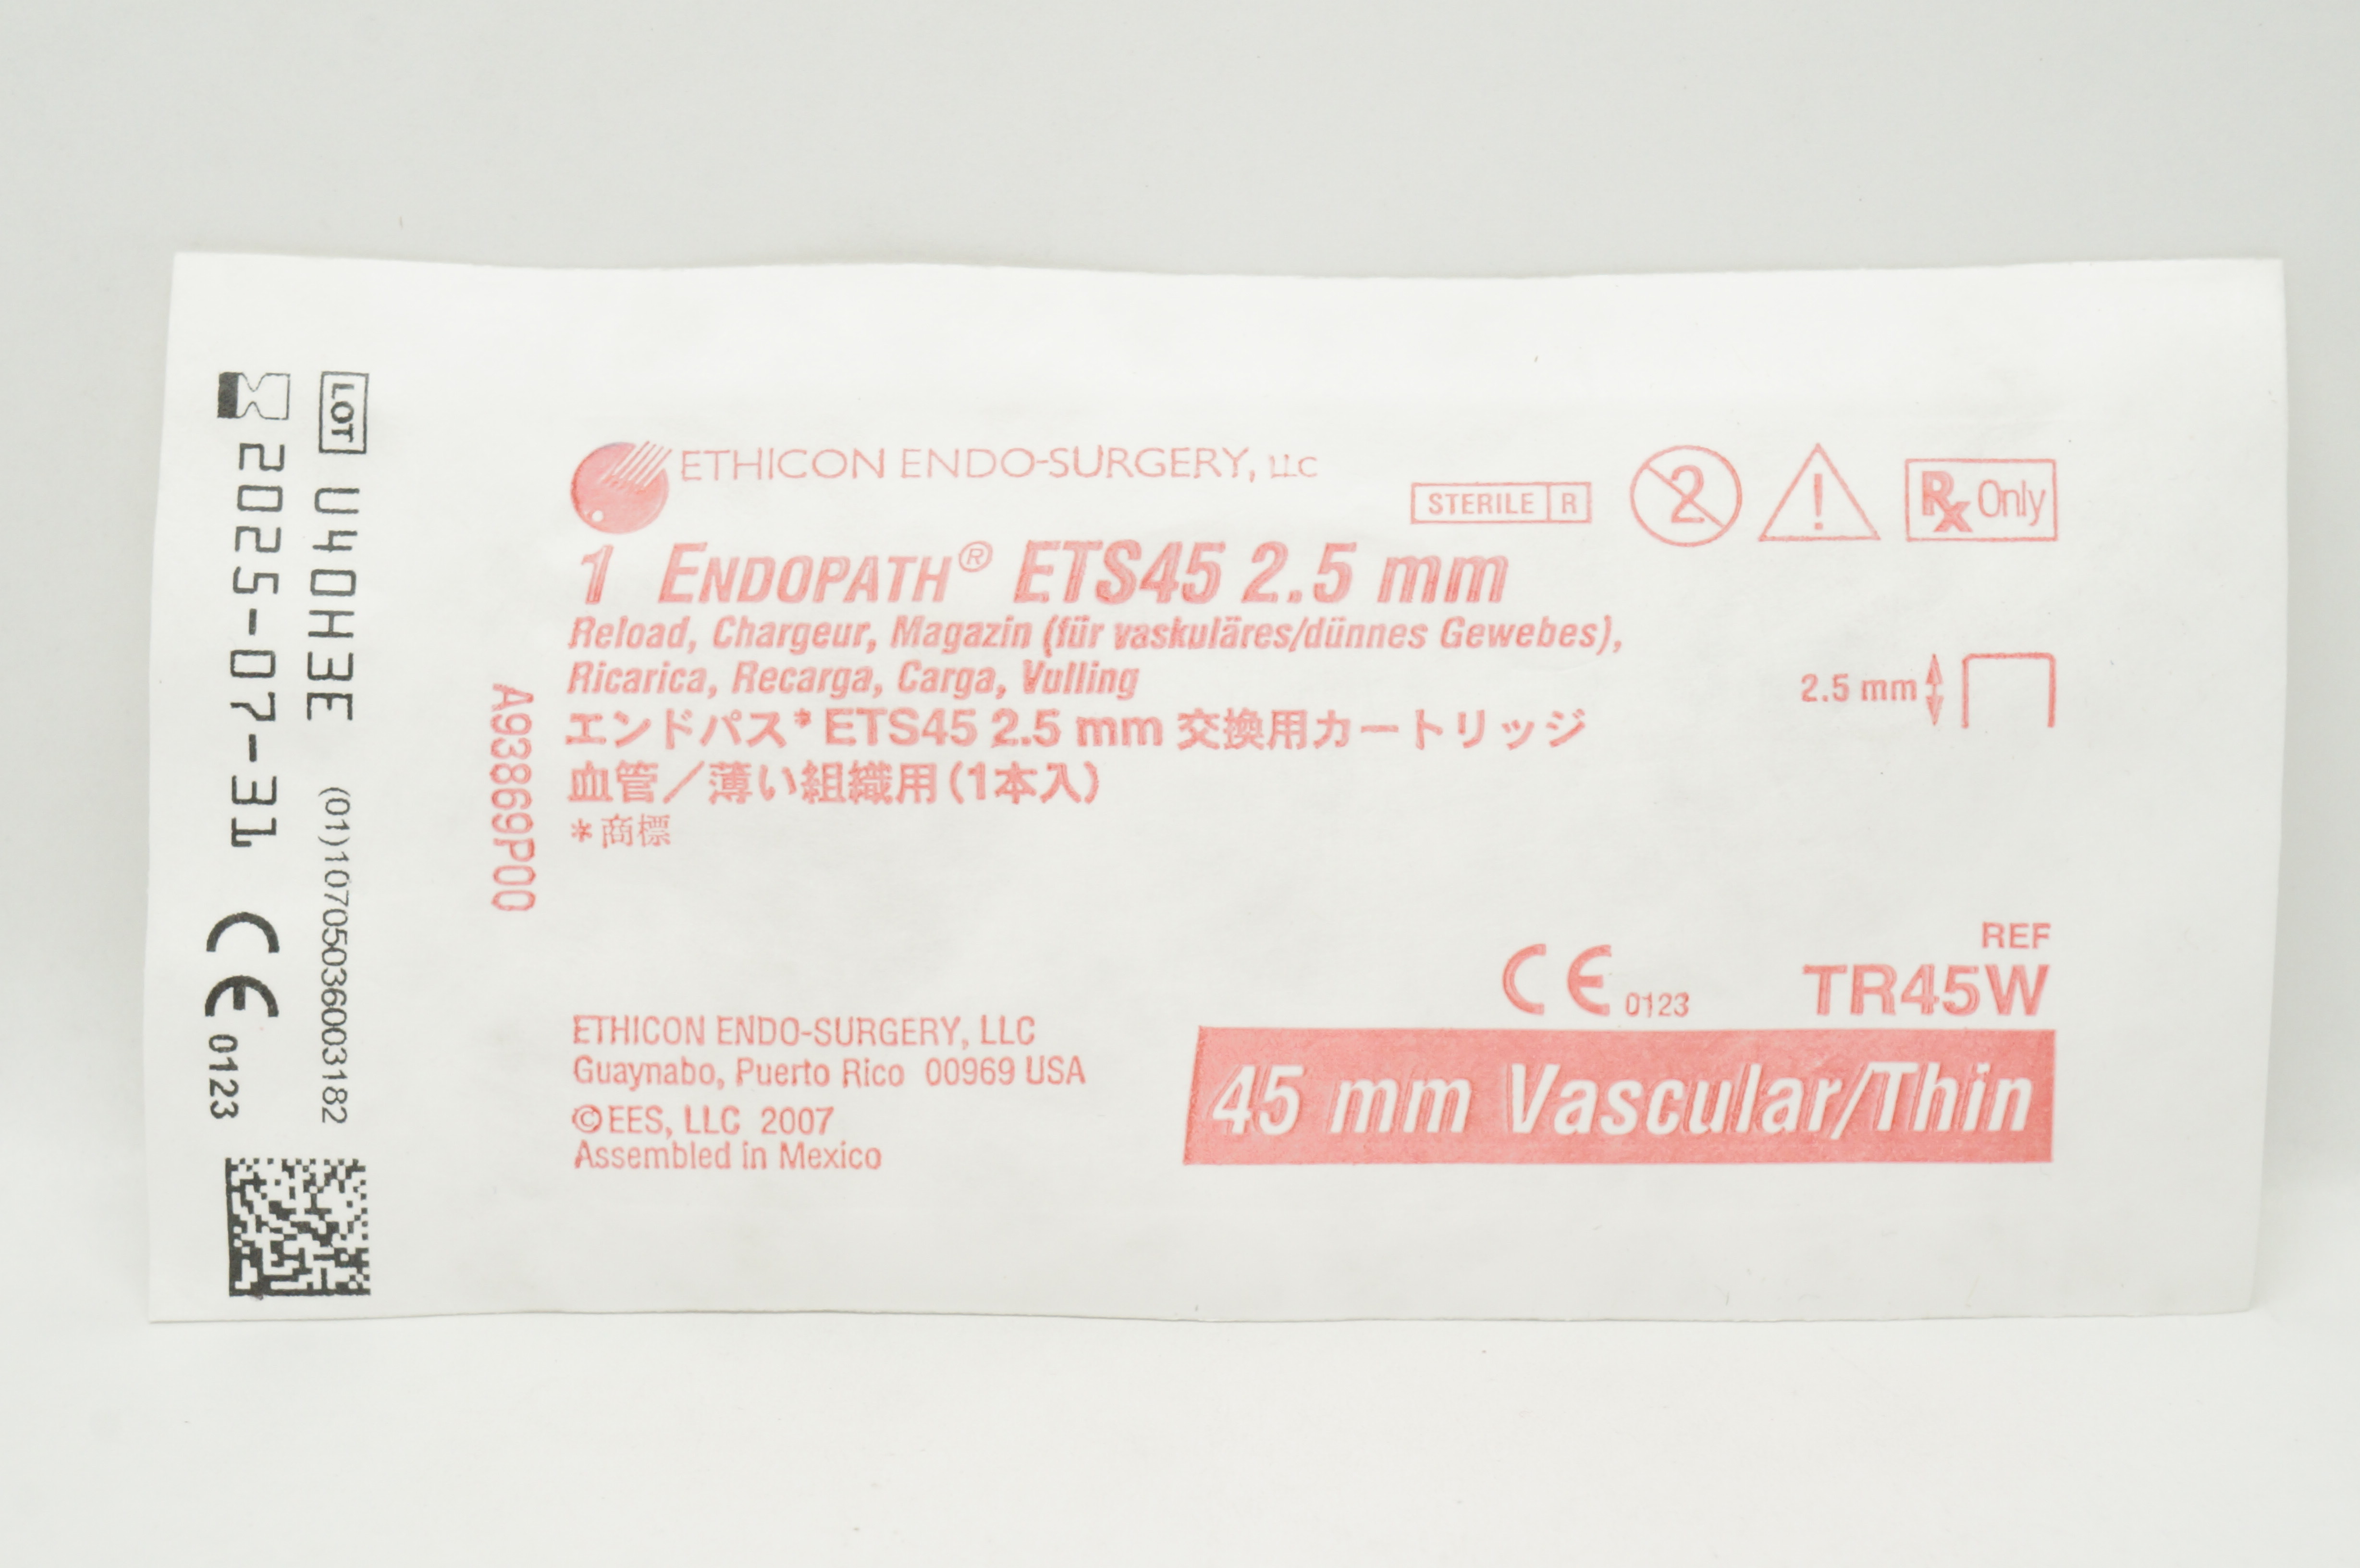 LOT U40H3E (01)10705036003182
2025-07-31 CE 0123
A93869P00
ETHICON ENDO-SURGERY, LLC
STERILE R
2
!
Rx Only
1 ENDOPATH® ETS45 2.5 mm
Reload, Chargeur, Magazin (für vaskuläres/dünnes Gewebes),
Ricarica, Recarga, Carga, Vulling
エンドパス* ETS45 2.5 mm 交換用カートリッジ
血管／薄い組織用(1本入)
*商標
2.5 mm
CE 0123
REF
TR45W
45 mm Vascular/Thin
ETHICON ENDO-SURGERY, LLC
Guaynabo, Puerto Rico 00969 USA
©EES, LLC 2007
Assembled in Mexico